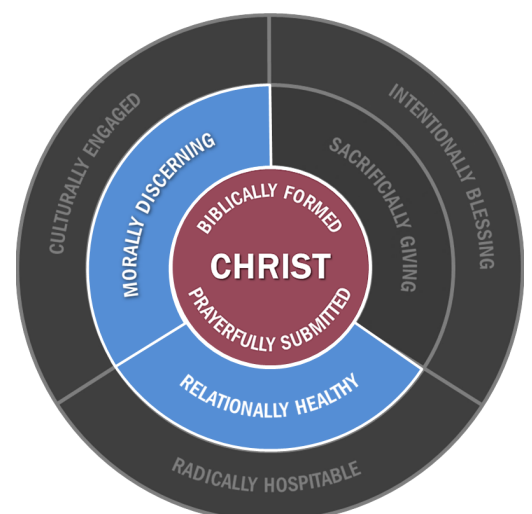 CULTURALLY ENGAGED
INTENTIONALLY BLESSING
MORALLY DISCERNING
SACRIFICIALLY GIVING
BIBLICALLY FORMED
CHRIST
PRAYERFULLY SUBMITTED
RELATIONALLY HEALTHY
RADICALLY HOSPITABLE